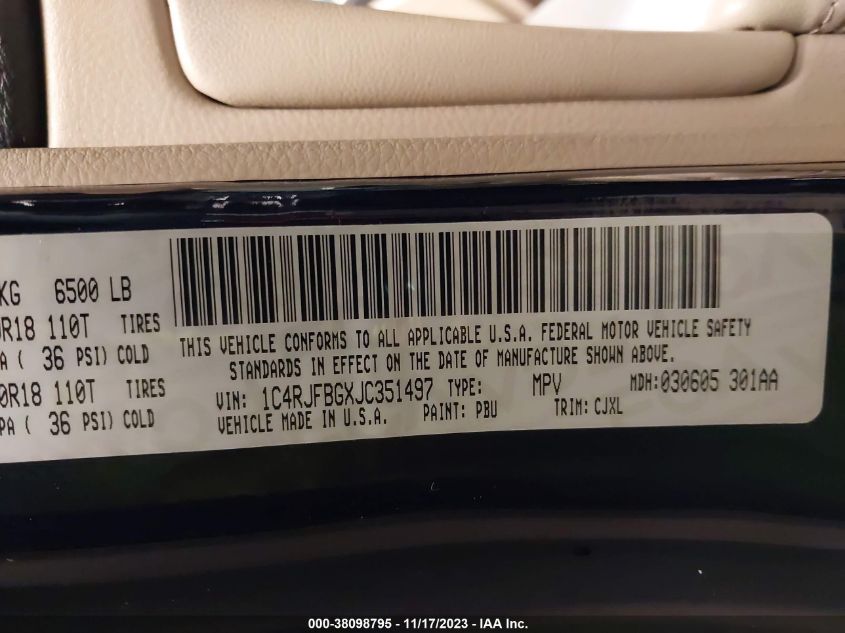 KG 6500 LB
R18 110T TIRES
A ( 36 PSI) COLD
0R18 110T TIRES
PA ( 36 PSI) COLD
THIS VEHICLE CONFORMS TO ALL APPLICABLE U.S.A. FEDERAL MOTOR VEHICLE SAFETY
STANDARDS IN EFFECT ON THE DATE OF MANUFACTURE SHOWN ABOVE.
VIN: 1C4RJFBGXJC351497 TYPE: MPV MDH:030605 301AA
VEHICLE MADE IN U.S.A. PAINT: PBU TRIM: CJXL
000-38098795 - 11/17/2023 - IAA Inc.